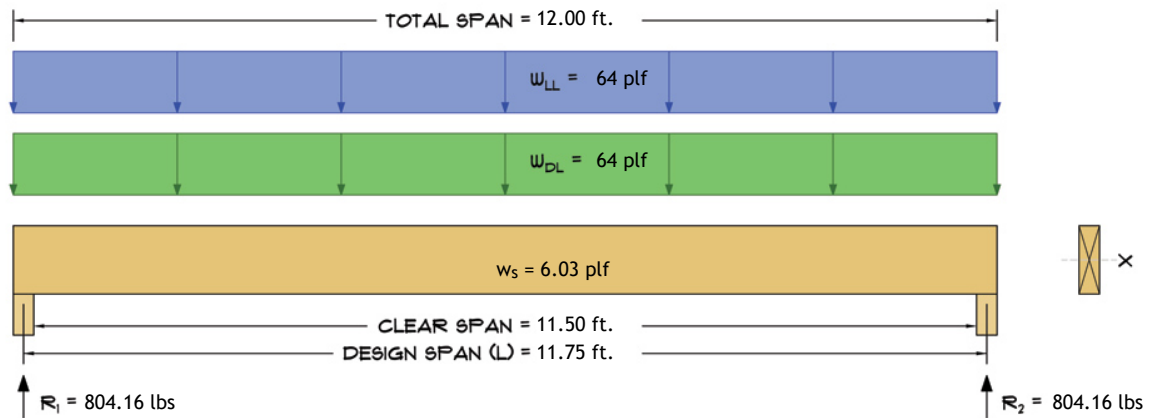 TOTAL SPAN = 12.00 ft.
WLL = 64 plf
WDL = 64 plf
ws = 6.03 plf
X
CLEAR SPAN = 11.50 ft.
DESIGN SPAN (L) = 11.75 ft.
R1 = 804.16 lbs
R2 = 804.16 lbs